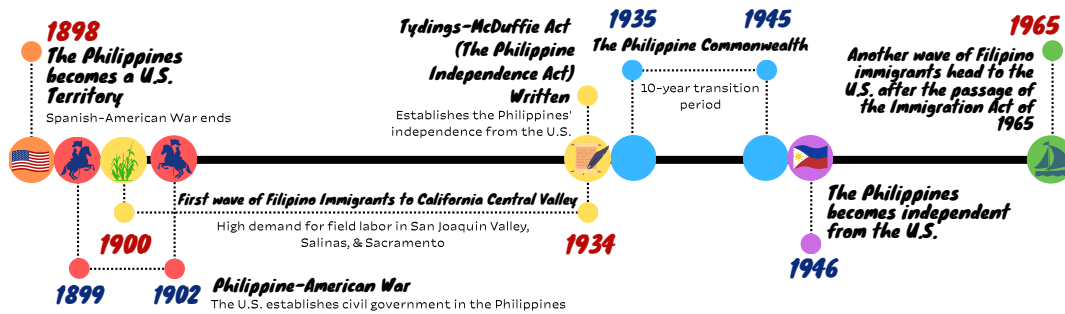 1898
The Philippines
becomes a U.S.
Territory
Spanish-American War ends
Tydings-McDuffie Act
(The Philippine
Independence Act)
Written
Establishes the Philippines'
independence from the U.S.
1935
1945
The Philippine Commonwealth
10-year transition
period
1965
Another wave of Filipino
immigrants head to the
U.S. after the passage of
the Immigration Act of
1965
First wave of Filipino Immigrants to California Central Valley
High demand for field labor in San Joaquin Valley,
Salinas, & Sacramento
1900
1934
1899
1902
Philippine-American War
The U.S. establishes civil government in the Philippines
The Philippines
becomes independent
from the U.S.
1946